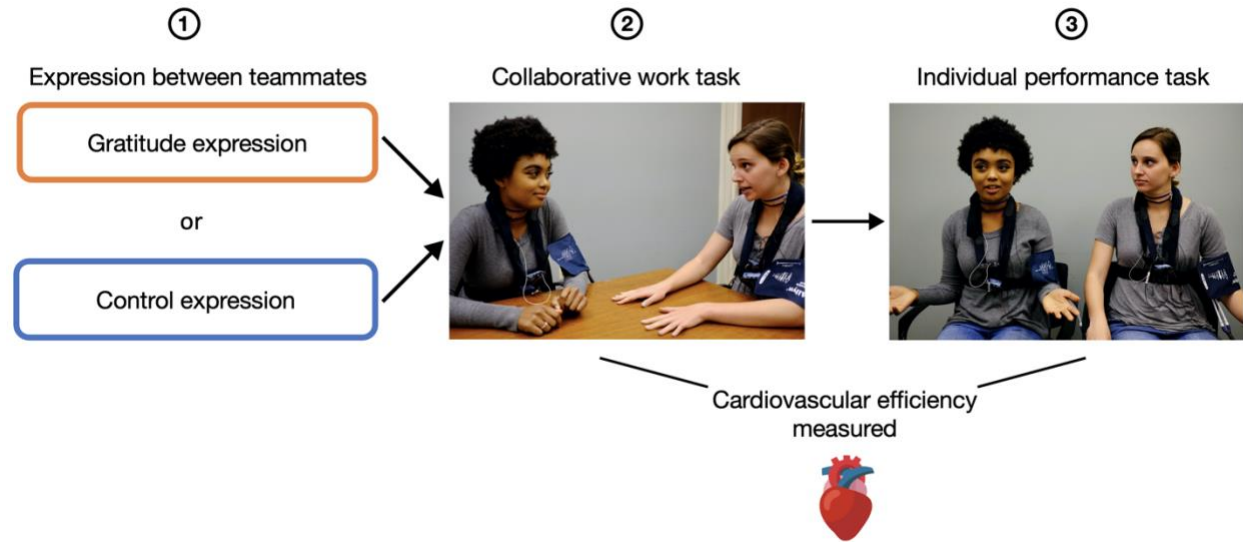 ①
②
③
Expression between teammates
Collaborative work task
Individual performance task
Gratitude expression
or
Control expression
Cardiovascular efficiency
measured